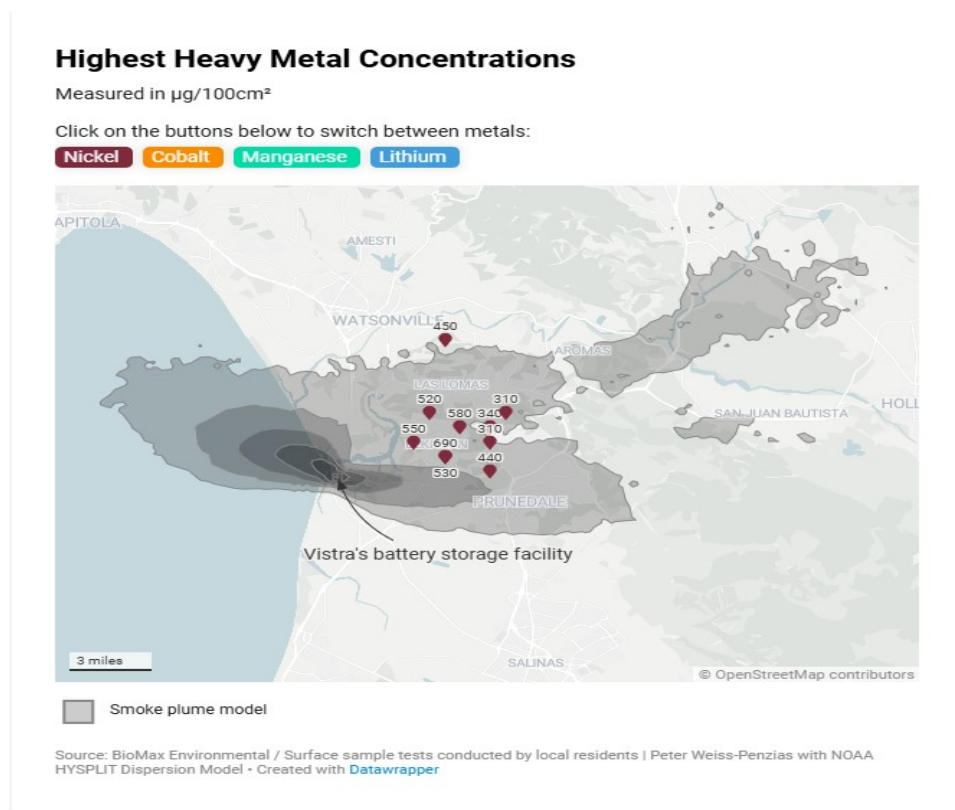 Highest Heavy Metal Concentrations
Measured in µg/100cm²
Click on the buttons below to switch between metals:
Nickel Cobalt Manganese Lithium
APITOLA
AMESTI
WATSONVILLE
450
AROMAS
LAS LOMAS
520 310
580 340
SAN JUAN BAUTISTA
HOLL
550 310
690
440
530
PRUNEDALE
Vistra's battery storage facility
3 miles
SALINAS
© OpenStreetMap contributors
Smoke plume model
Source: BioMax Environmental / Surface sample tests conducted by local residents | Peter Weiss-Penzias with NOAA
HYSPLIT Dispersion Model • Created with Datawrapper